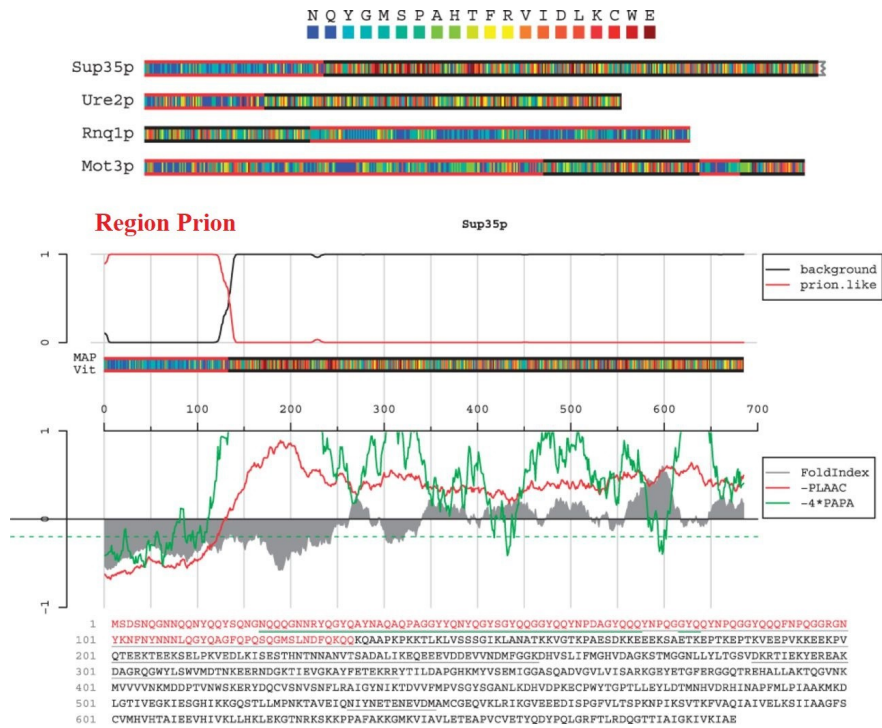 N Q Y G M S P A H T F R V I D L K C W E
Sup35p
Ure2p
Rnq1p
Mot3p
Region Prion
Sup35p
1
0
background
prion.like
MAP
Vit
0 100 200 300 400 500 600 700
1
0
-1
FoldIndex
-PLAAC
-4*PAPA
1 MSDSNQGNNQQNYQQYSQNGNQQQGNNRYQGYQAYNAQAQPAGGYYQNYQGYSGYQQGGYQQYNPDAGYQQQYNPQGGYQQYNPQGGYQQQFNPQGGRGN
101 YKNFNYNNNLQGYQAGFQPQSQGMSLNDFQKQQKQAAPKPKKTLKLVSSSGIKLANATKKVGTKPAESDKKEEEKSAETKEPTKEPTKVEEPVKKEEKPV
201 QTEEKTEEKSELPKVEDLKISESTHNTNNANVTSADALIKEQEEEVDDEVVNDMFGGKDHVSLIFMGHVDAGKSTMGGNLLYLTGSVDKRTIEKYEREAK
301 DAGRQGWYLSWVMDTNKEERNDGKTIEVGKAYFETEKRRYTILDAPGHKMYVSEMIGGASQADVGVLVISARKGEYETGFERGGQTREHALLAKTQGVNK
401 MVVVVNKMDDPTVNWSKERYDQCVSNVSNFLRAIGYNIKTDVVFMPVSGYSGANLKDHVDPKECPWYTGPTLLEYLDTMNHVDRHINAPFMLPIAAKMKD
501 LGTIVEGKIESGHIKKGQSTLLMPNKTAVEIQNIYNETENEVDMAMCGEQVKLRIKGVEEEDISPGFVLTSPKNPIKSVTKFVAQIAIVELKSIIAAGFS
601 CVMHVHTAIEEVHIVKLLHKLEKGTNRKSKKPPAFAKKGMKVIAVLETEAPVCVETYQDYPQLGRFTLRDQGTTIAIGKIVKIAE